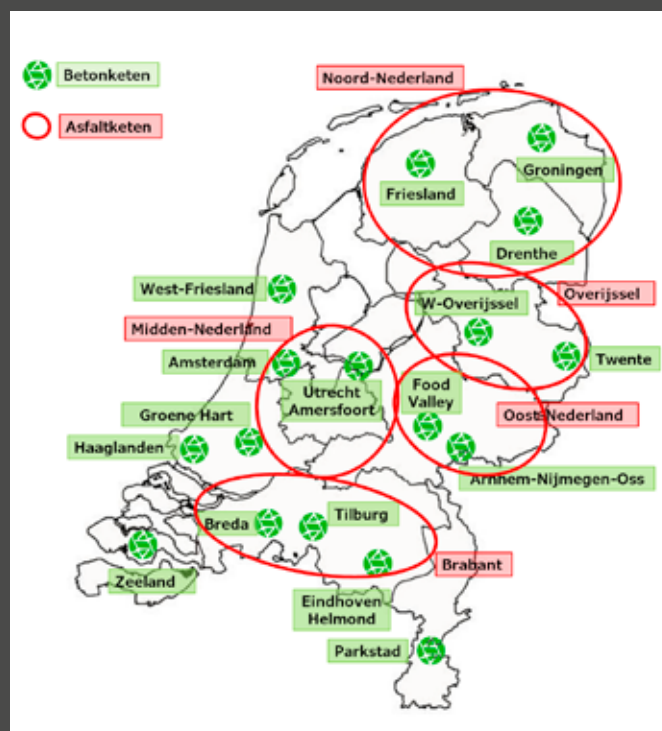 Betonketen
Asfaltketen
Noord-Nederland
Groningen
Friesland
Drenthe
West-Friesland
W-Overijssel
Overijssel
Midden-Nederland
Amsterdam
Twente
Utrecht
Amersfoort
Food
Valley
Groene Hart
Oost-Nederland
Haaglanden
Arnhem-Nijmegen-Oss
Breda
Tilburg
Brabant
Zeeland
Eindhoven
Helmond
Parkstad